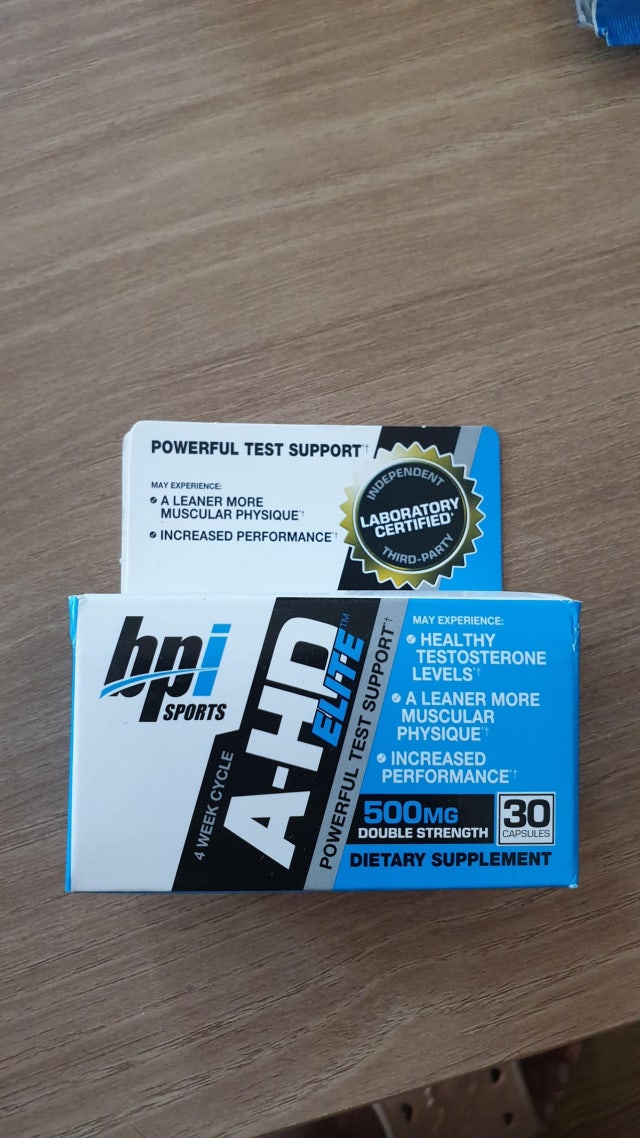 POWERFUL TEST SUPPORT*†
MAY EXPERIENCE:
A LEANER MORE
MUSCULAR PHYSIQUE*†
INCREASED PERFORMANCE*†
INDEPENDENT
LABORATORY
CERTIFIED*
THIRD-PARTY
bpi
SPORTS
4 WEEK CYCLE
A-HD
ELITE™
POWERFUL TEST SUPPORT*†
MAY EXPERIENCE:
HEALTHY
TESTOSTERONE
LEVELS*†
A LEANER MORE
MUSCULAR
PHYSIQUE*†
INCREASED
PERFORMANCE*†
500MG
DOUBLE STRENGTH
30
CAPSULES
DIETARY SUPPLEMENT